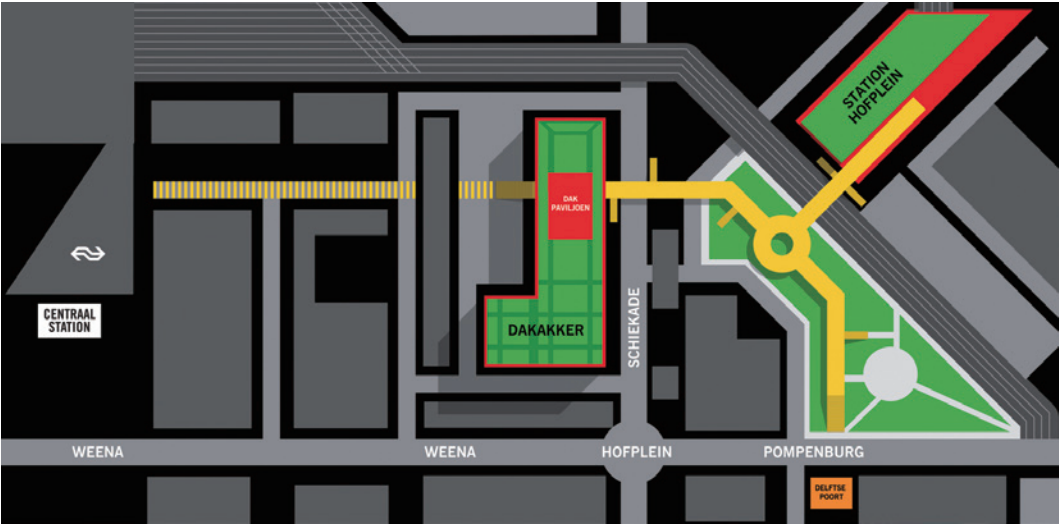 STATION
HOFPLEIN
DAK
PAVILJOEN
CENTRAAL
STATION
DAKAKKER
SCHIEKADE
WEENA
WEENA
HOFPLEIN
POMPENBURG
DELFTSE
POORT